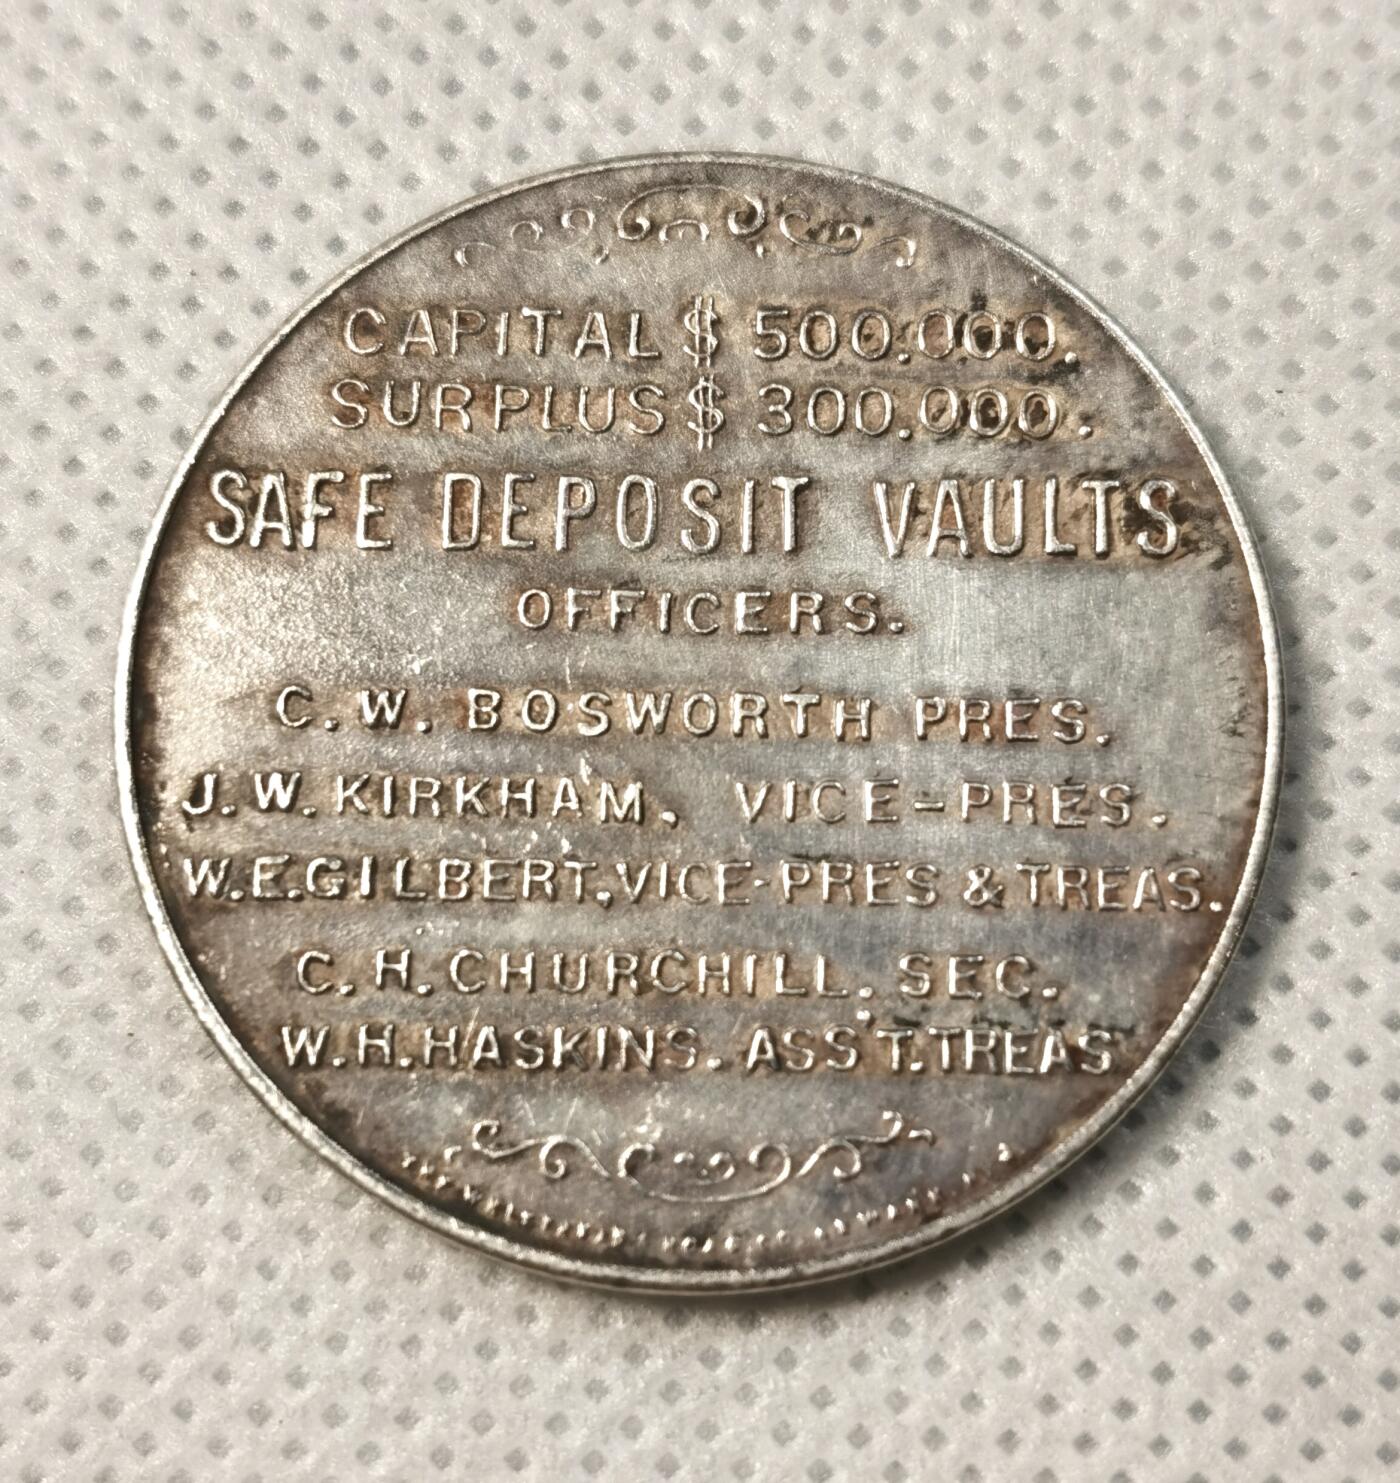 CAPITAL $ 500.000.
SURPLUS $ 300.000.
SAFE DEPOSIT VAULTS
OFFICERS.
C. W. BOSWORTH PRES.
J. W. KIRKHAM, VICE-PRES.
W.E.GILBERT, VICE-PRES & TREAS.
C. H. CHURCHILL. SEC.
W. H. HASKINS. ASS'T. TREAS